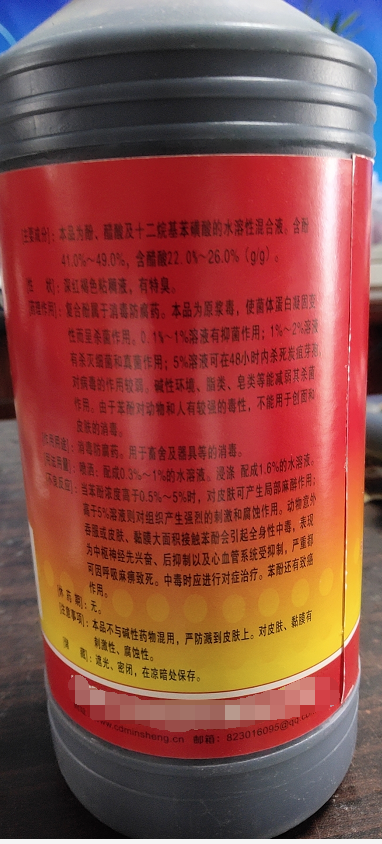 [主要成分]：本品为酚、醋酸及十二烷基苯磺酸的水溶性混合液。含酚
41.0%~49.0%，含醋酸22.0%~26.0%（g/g）。
[性 状]：深红褐色粘稠液，有特臭。
[药理作用]：复合酚属于消毒防腐药。本品为原浆毒，使菌体蛋白凝固变
性而呈杀菌作用。0.1%~1%溶液有抑菌作用；1%~2%溶液
有杀灭细菌和真菌作用；5%溶液可在48小时内杀死炭疽芽孢。
对病毒的作用较弱。碱性环境、脂类、皂类等能减弱其杀菌
作用。由于苯酚对动物和人有较强的毒性，不能用于创面和
皮肤的消毒。
消毒防腐药。用于畜舍及器具等的消毒。
[用法用量]：喷洒：配成0.3%~1%的水溶液。浸涤 配成1.6%的水溶液。
[不良反应]：当苯酚浓度高于0.5%~5%时，对皮肤可产生局部麻醉作用；
高于5%溶液则对组织产生强烈的刺激和腐蚀作用。动物意外
吞服或皮肤、黏膜大面积接触苯酚会引起全身性中毒，表现
为中枢神经先兴奋、后抑制以及心血管系统受抑制，严重者
可因呼吸麻痹致死。中毒时应进行对症治疗。苯酚还有致癌
作用。
[休 药 期]：无。
[注意事项]：本品不与碱性药物混用，严防溅到皮肤上。对皮肤、黏膜有
刺激性、腐蚀性。
[贮 藏]：遮光、密闭，在凉暗处保存。
www.cdminsheng.cn 邮箱：823016095@qq.c